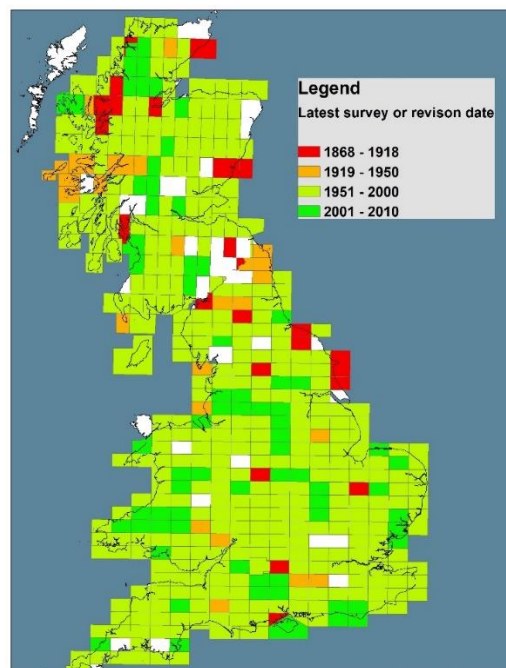 Legend
Latest survey or revison date
1868 - 1918
1919 - 1950
1951 - 2000
2001 - 2010